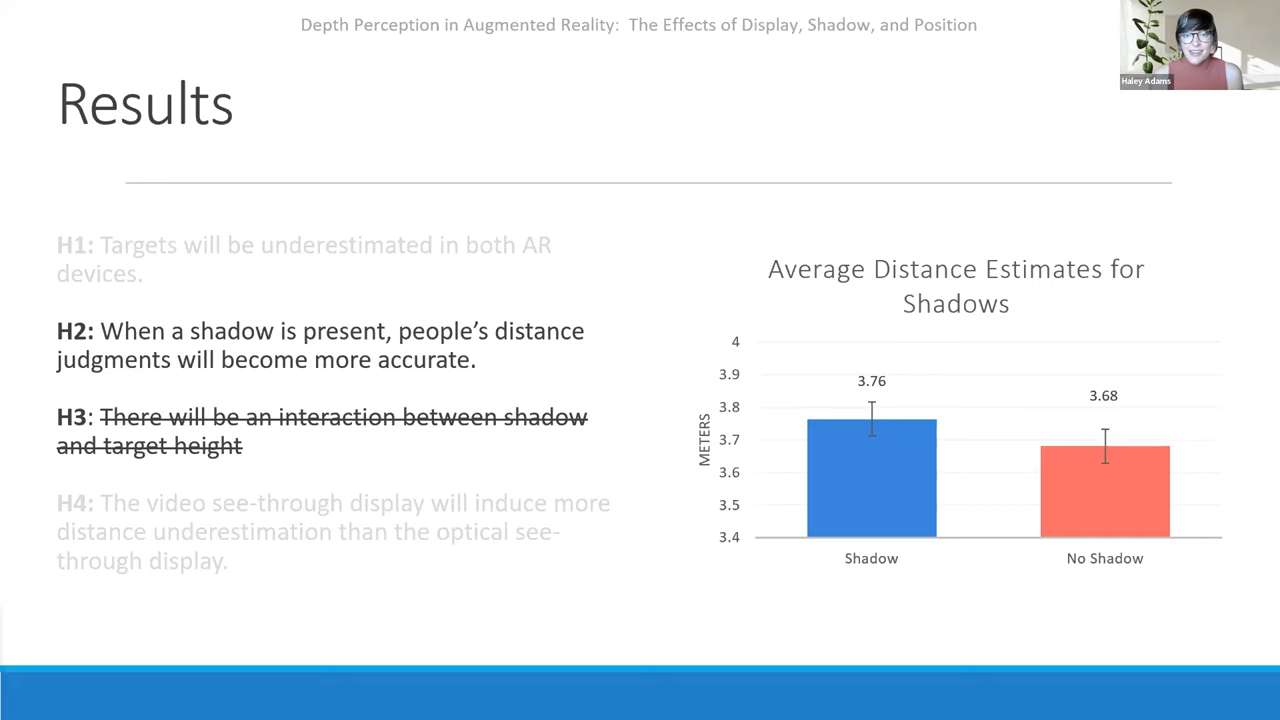 Depth Perception in Augmented Reality: The Effects of Display, Shadow, and Position
Haley Adams
Results
H1: Targets will be underestimated in both AR
devices.
H2: When a shadow is present, people's distance
judgments will become more accurate.
H3: There will be an interaction between shadow
and target height
H4: The video see-through display will induce more
distance underestimation than the optical see-
through display.
Average Distance Estimates for
Shadows
METERS
4
3.9
3.8
3.7
3.6
3.5
3.4
3.76
3.68
Shadow
No Shadow